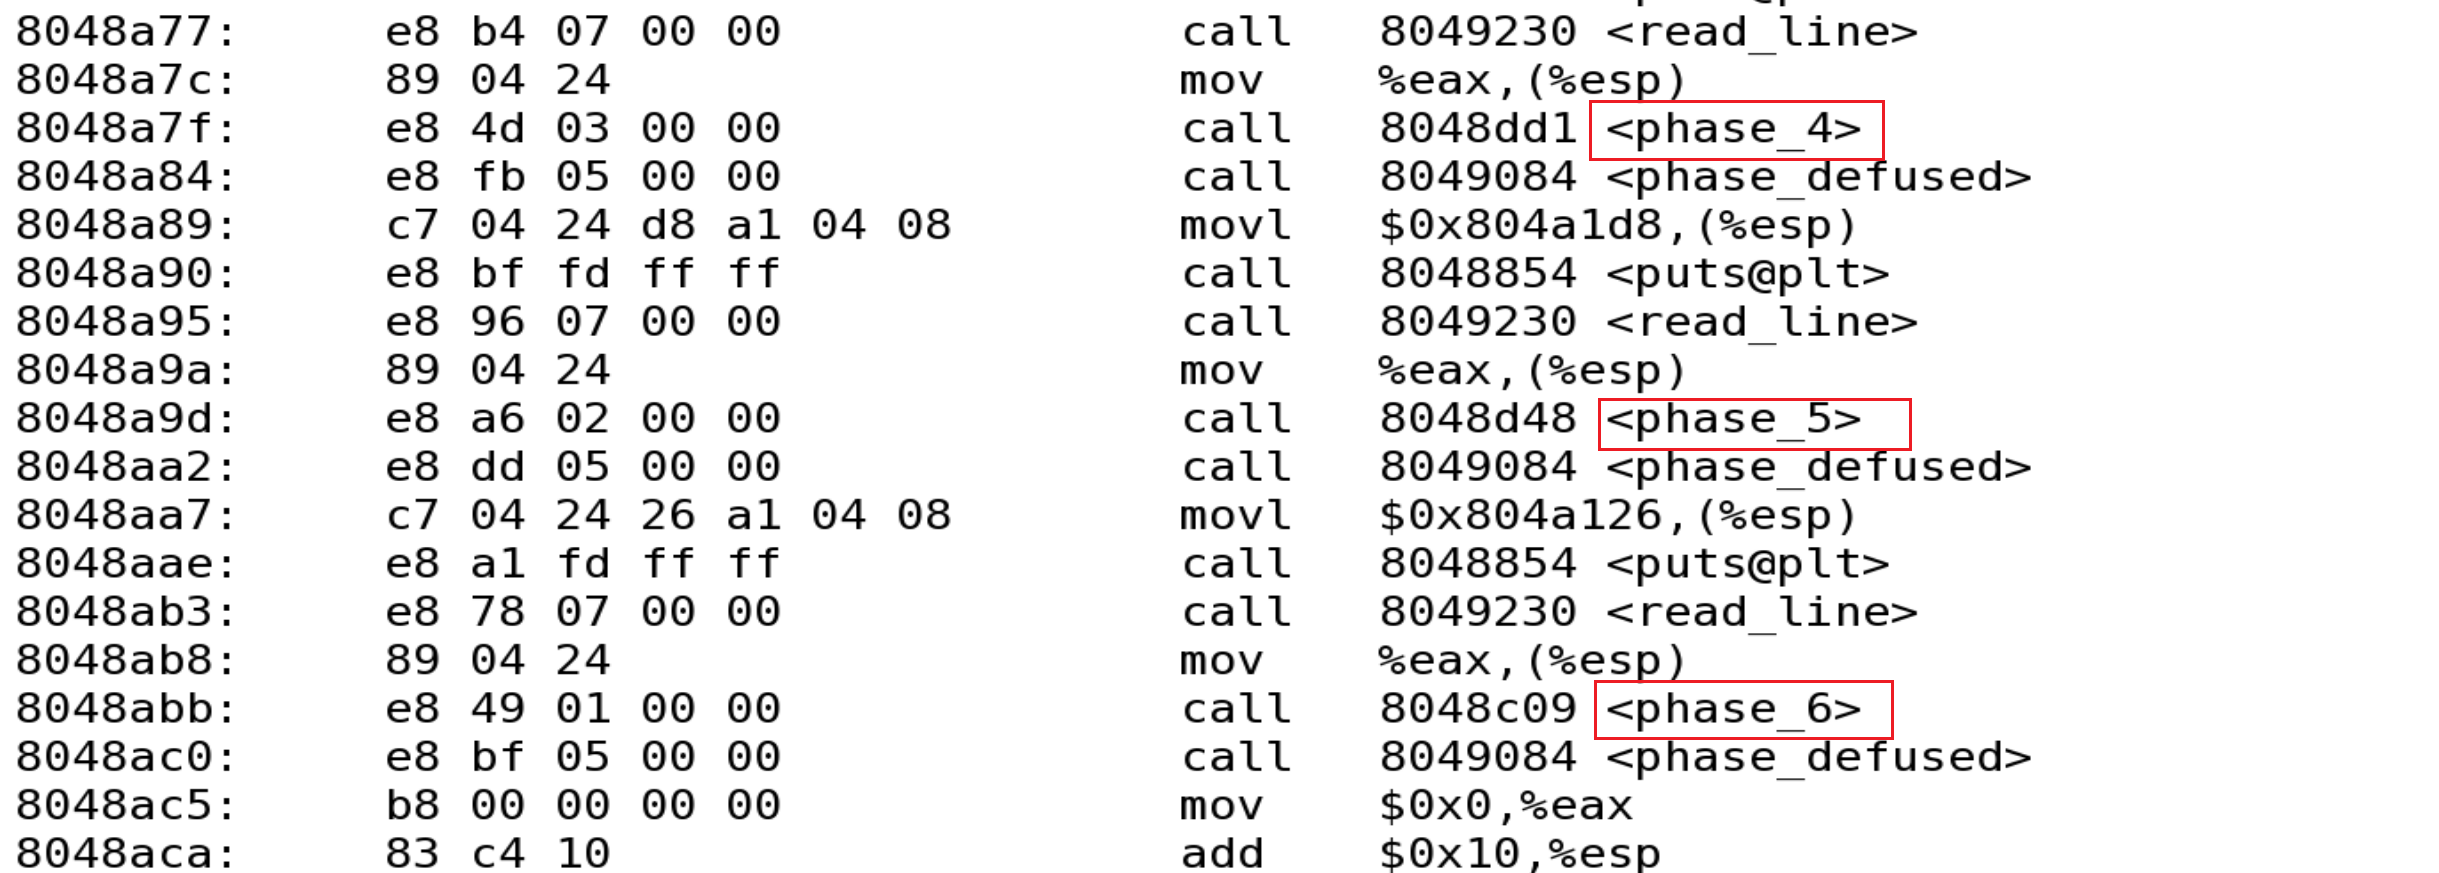 8048a77: e8 b4 07 00 00 call 8049230 <read_line>
8048a7c: 89 04 24 mov %eax,(%esp)
8048a7f: e8 4d 03 00 00 call 8048dd1 <phase_4>
8048a84: e8 fb 05 00 00 call 8049084 <phase_defused>
8048a89: c7 04 24 d8 a1 04 08 movl $0x804a1d8,(%esp)
8048a90: e8 bf fd ff ff call 8048854 <puts@plt>
8048a95: e8 96 07 00 00 call 8049230 <read_line>
8048a9a: 89 04 24 mov %eax,(%esp)
8048a9d: e8 a6 02 00 00 call 8048d48 <phase_5>
8048aa2: e8 dd 05 00 00 call 8049084 <phase_defused>
8048aa7: c7 04 24 26 a1 04 08 movl $0x804a126,(%esp)
8048aae: e8 a1 fd ff ff call 8048854 <puts@plt>
8048ab3: e8 78 07 00 00 call 8049230 <read_line>
8048ab8: 89 04 24 mov %eax,(%esp)
8048abb: e8 49 01 00 00 call 8048c09 <phase_6>
8048ac0: e8 bf 05 00 00 call 8049084 <phase_defused>
8048ac5: b8 00 00 00 00 mov $0x0,%eax
8048aca: 83 c4 10 add $0x10,%esp